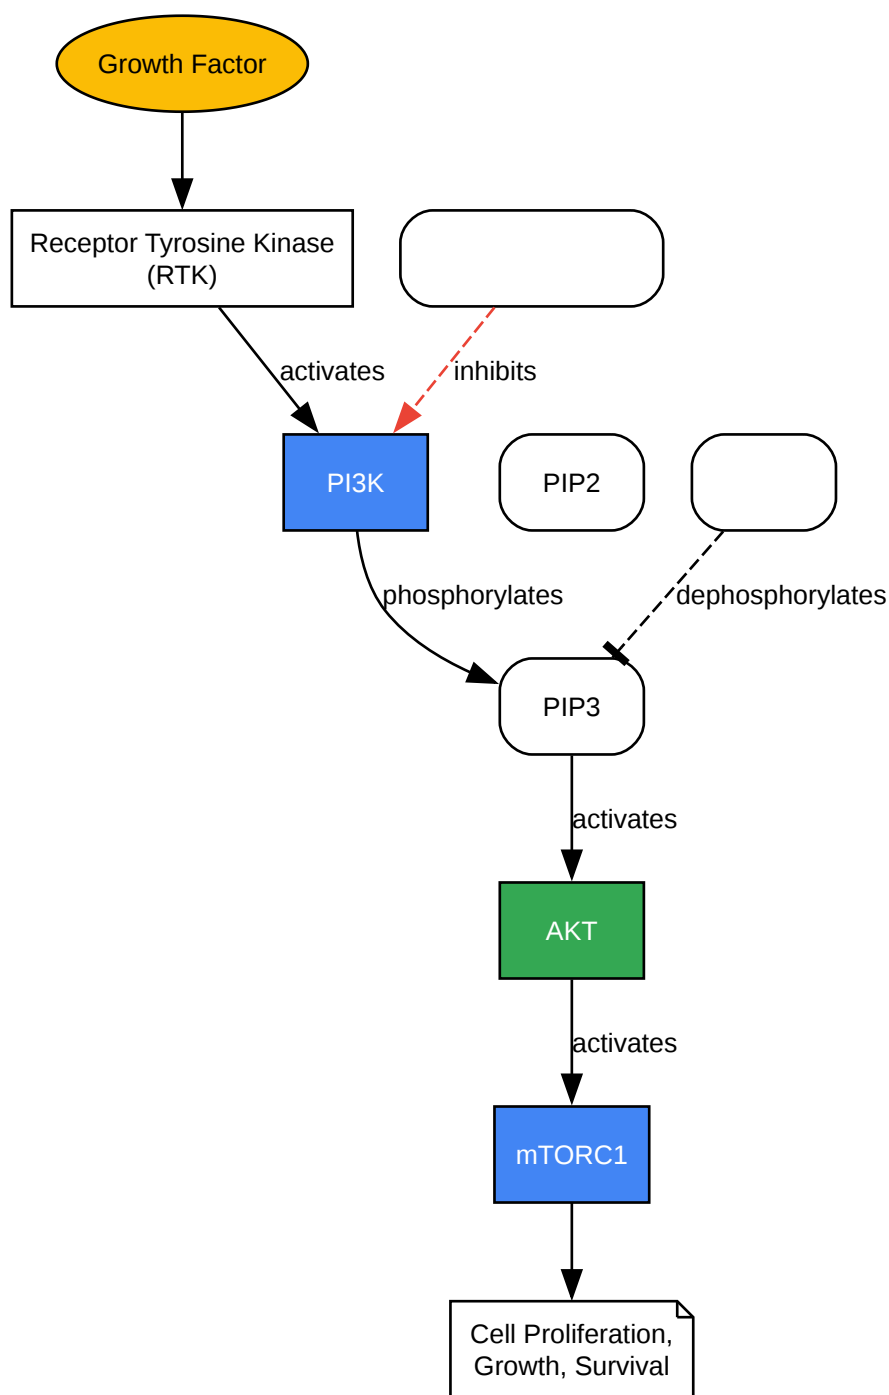 Growth Factor
Receptor Tyrosine Kinase
(RTK)
activates
inhibits
PI3K
PIP2
phosphorylates
dephosphorylates
PIP3
activates
AKT
activates
mTORC1
Cell Proliferation,
Growth, Survival